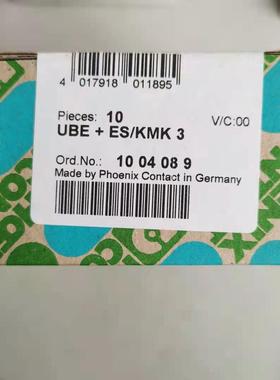 4 017918 011895
Pieces: 10 V/C:00
UBE + ES/KMK 3
Ord.No.: 10 04 08 9
Made by Phoenix Contact in Germany